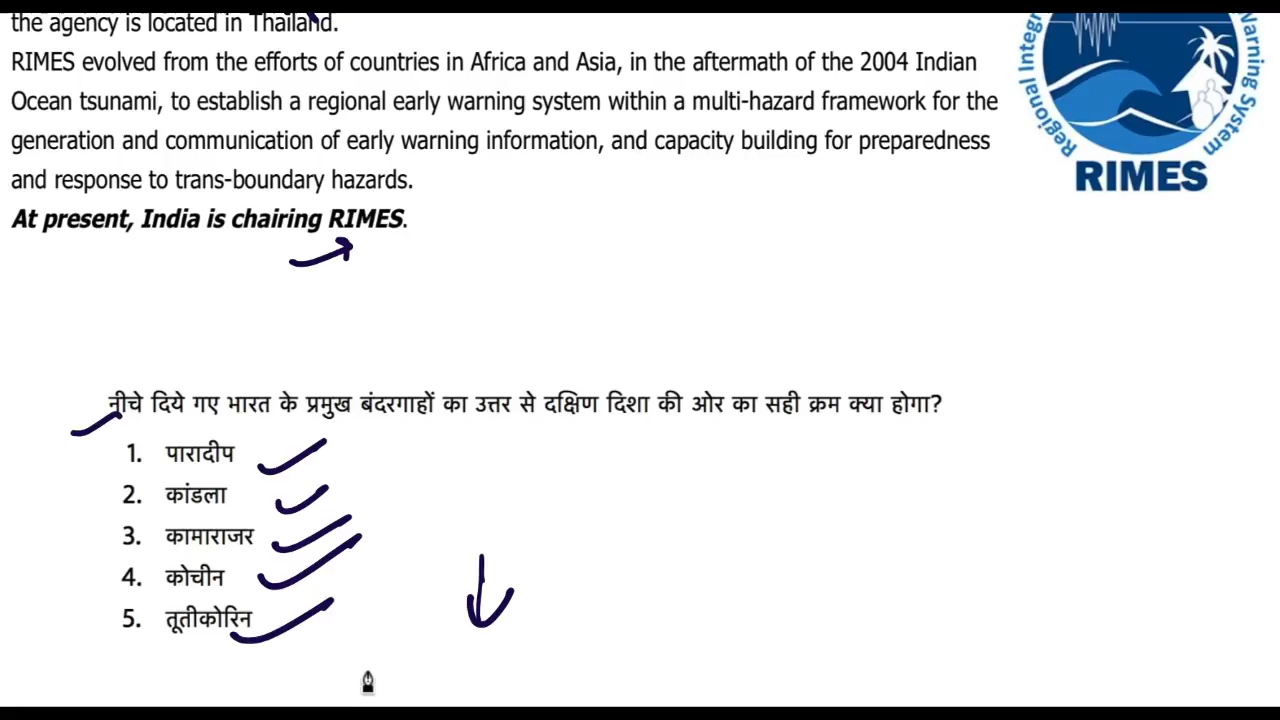 the agency is located in Thailand.
RIMES evolved from the efforts of countries in Africa and Asia, in the aftermath of the 2004 Indian
Ocean tsunami, to establish a regional early warning system within a multi-hazard framework for the
generation and communication of early warning information, and capacity building for preparedness
and response to trans-boundary hazards.
At present, India is chairing RIMES.
Regional Integr
Warning System
RIMES
नीचे दिये गए भारत के प्रमुख बंदरगाहों का उत्तर से दक्षिण दिशा की ओर का सही क्रम क्या होगा?
1. पारादीप
2. कांडला
3. कामाराजर
4. कोचीन
5. तूतीकोरिन